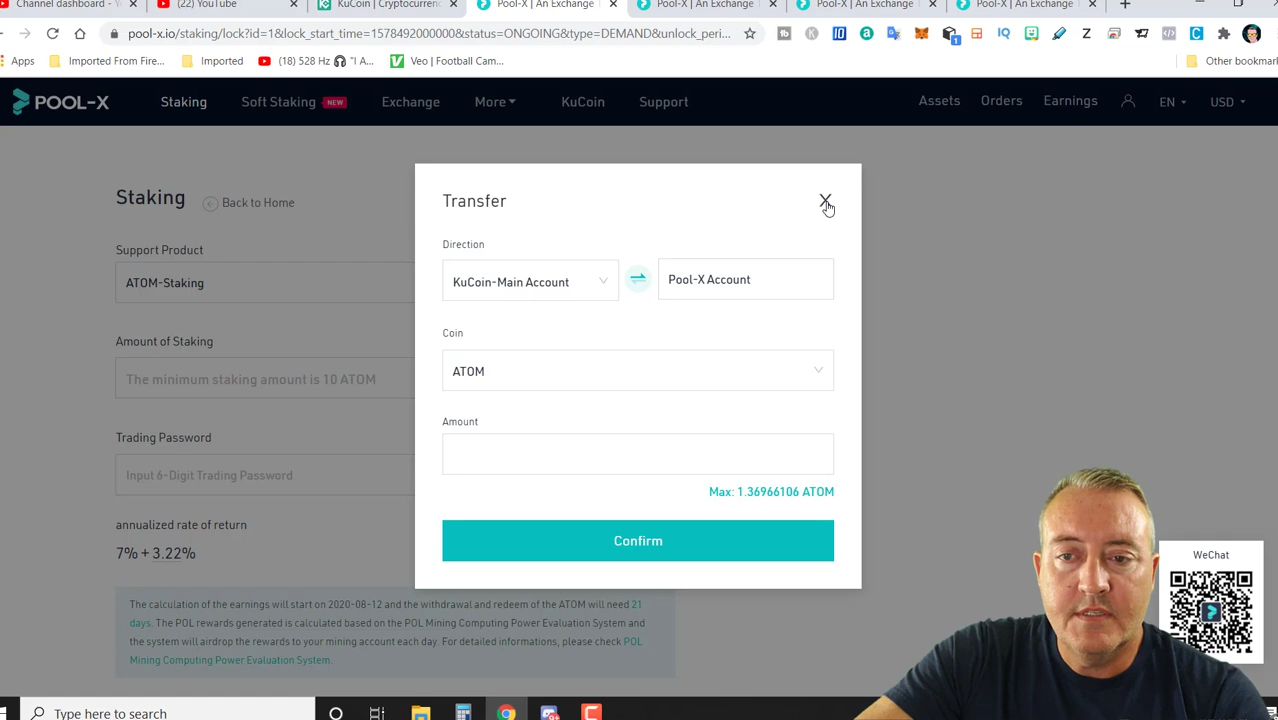 Channel dashboard - Y
(22) YouTube
KuCoin | Cryptocurrenc
Pool-X | An Exchange
Pool-X | An Exchange
Pool-X | An Exchange
Pool-X | An Exchange
pool-x.io/staking/lock?id=1&lock_start_time=1578492000000&status=ONGOING&type=DEMAND&unlock_peri...
Apps
Imported From Fire...
Imported
(18) 528 Hz "I A...
Veo | Football Cam...
Other bookmark
POOL-X
Staking
Soft Staking NEW
Exchange
More
KuCoin
Support
Assets
Orders
Earnings
EN
USD
Staking
Back to Home
Support Product
ATOM-Staking
Amount of Staking
The minimum staking amount is 10 ATOM
Trading Password
Input 6-Digit Trading Password
annualized rate of return
7% + 3.22%
The calculation of the earnings will start on 2020-08-12 and the withdrawal and redeem of the ATOM will need 21
days. The POL rewards generated is calculated based on the POL Mining Computing Power Evaluation System and
the system will airdrop the rewards to your mining account each day. For detailed informations, please check POL
Mining Computing Power Evaluation System.
Transfer
Direction
KuCoin-Main Account
Pool-X Account
Coin
ATOM
Amount
Max: 1.36966106 ATOM
Confirm
WeChat
Type here to search